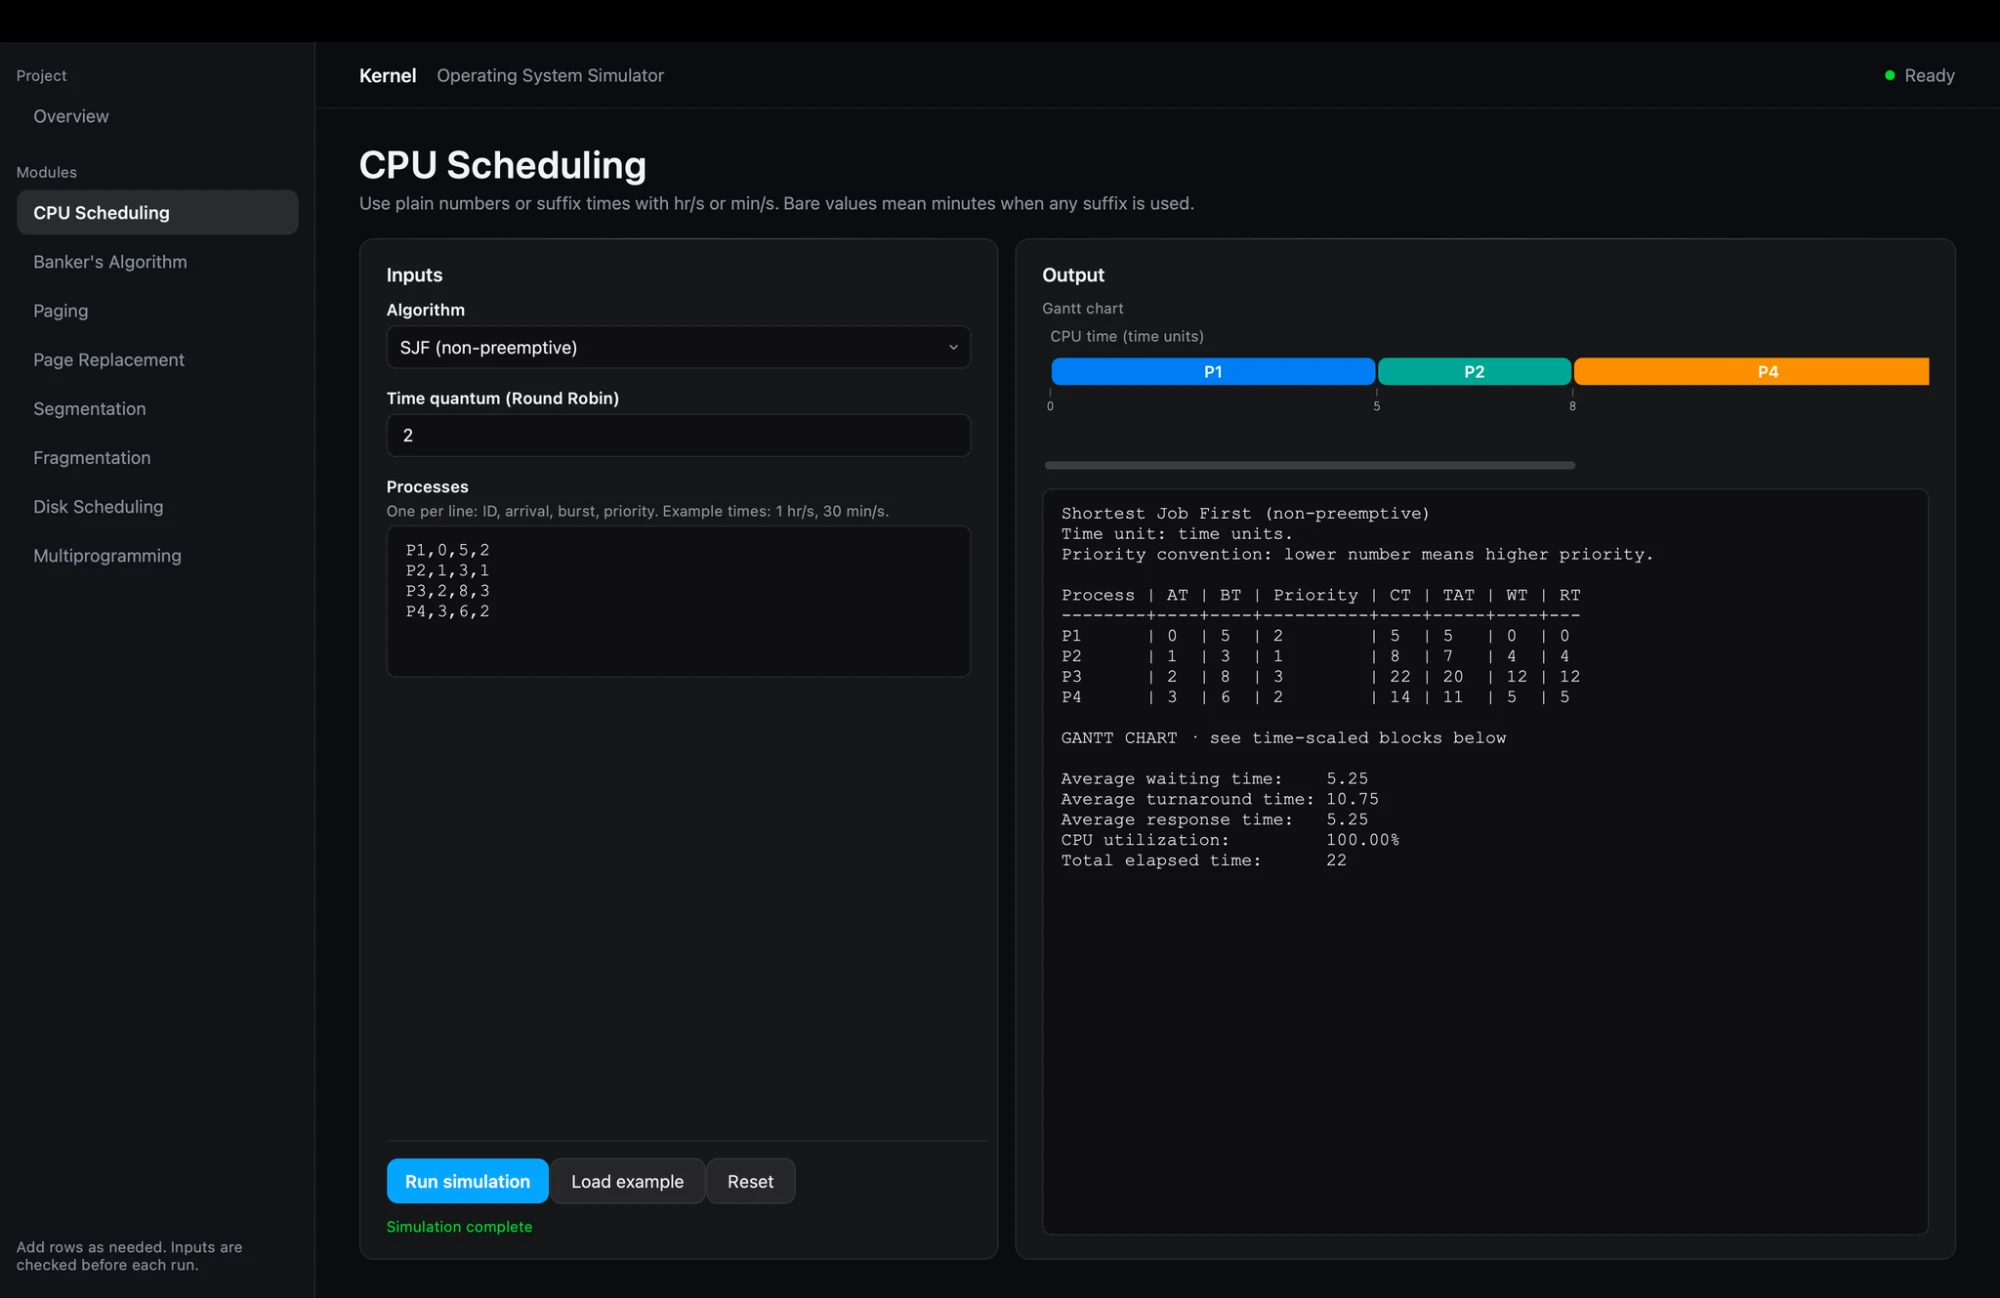 Project
Overview
Modules
CPU Scheduling
Banker's Algorithm
Paging
Page Replacement
Segmentation
Fragmentation
Disk Scheduling
Multiprogramming
Add rows as needed. Inputs are
checked before each run.
Kernel Operating System Simulator
Ready
CPU Scheduling
Use plain numbers or suffix times with hr/s or min/s. Bare values mean minutes when any suffix is used.
Inputs
Algorithm
SJF (non-preemptive)
Time quantum (Round Robin)
2
Processes
One per line: ID, arrival, burst, priority. Example times: 1 hr/s, 30 min/s.
P1,0,5,2
P2,1,3,1
P3,2,8,3
P4,3,6,2
Run simulation Load example Reset
Simulation complete
Output
Gantt chart
CPU time (time units)
P1 P2 P4
0 5 8
Shortest Job First (non-preemptive)
Time unit: time units.
Priority convention: lower number means higher priority.
Process | AT | BT | Priority | CT | TAT | WT | RT
--------+----+----+----------+----+-----+----+---
P1      | 0  | 5  | 2        | 5  | 5   | 0  | 0
P2      | 1  | 3  | 1        | 8  | 7   | 4  | 4
P3      | 2  | 8  | 3        | 22 | 20  | 12 | 12
P4      | 3  | 6  | 2        | 14 | 11  | 5  | 5
GANTT CHART · see time-scaled blocks below
Average waiting time:    5.25
Average turnaround time: 10.75
Average response time:   5.25
CPU utilization:         100.00%
Total elapsed time:      22